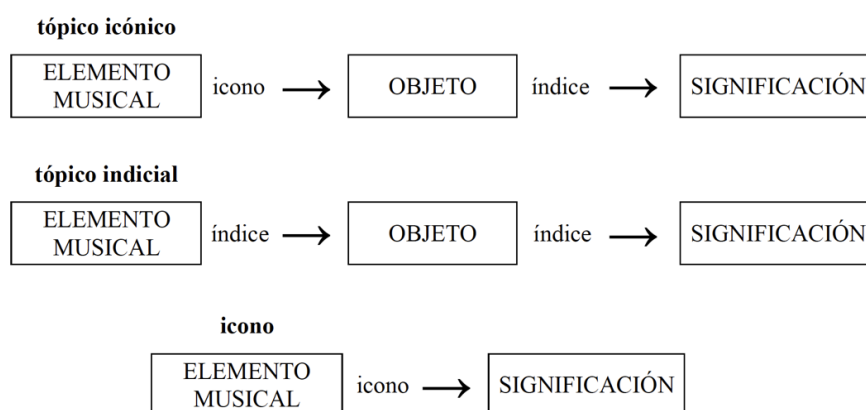 tópico icónico
ELEMENTO
MUSICAL
icono
OBJETO
índice
SIGNIFICACIÓN
tópico indicial
ELEMENTO
MUSICAL
índice
OBJETO
índice
SIGNIFICACIÓN
icono
ELEMENTO
MUSICAL
icono
SIGNIFICACIÓN